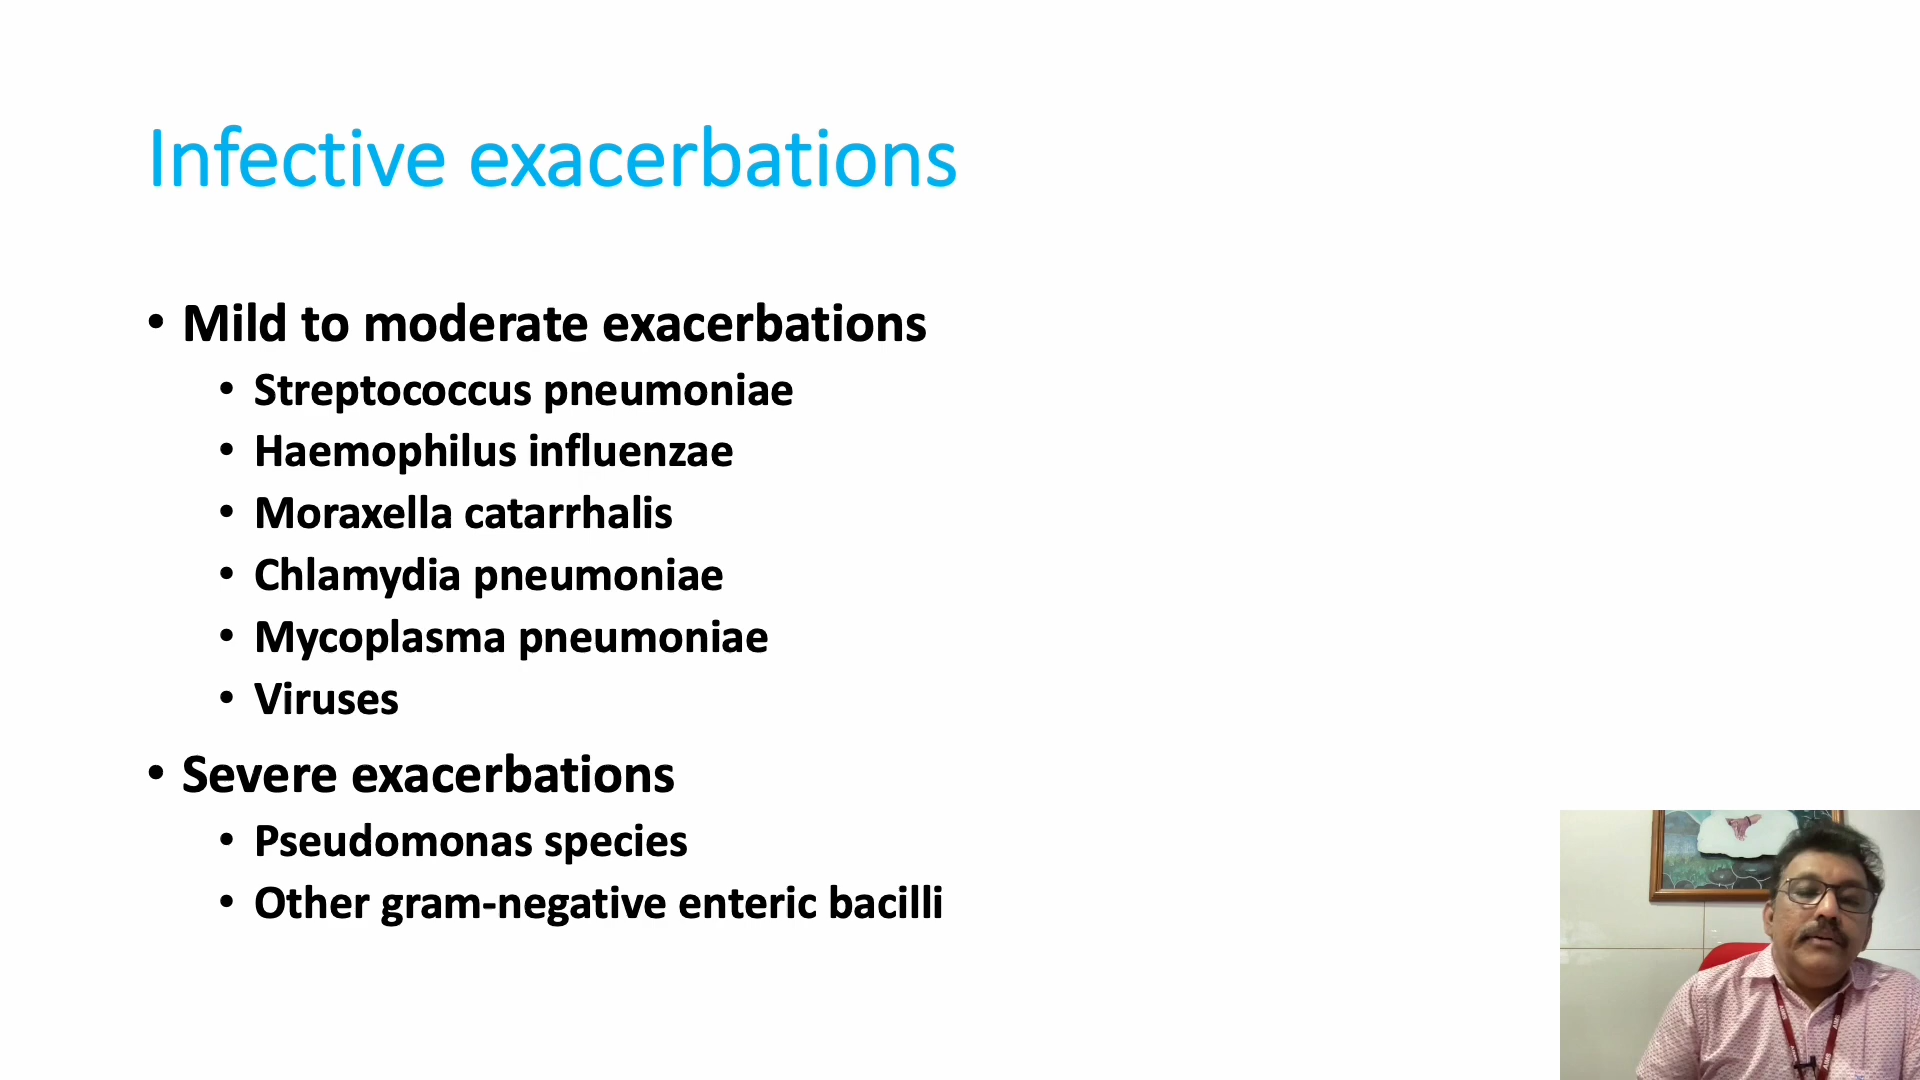 Infective exacerbations
• Mild to moderate exacerbations
• Streptococcus pneumoniae
• Haemophilus influenzae
• Moraxella catarrhalis
• Chlamydia pneumoniae
• Mycoplasma pneumoniae
• Viruses
• Severe exacerbations
• Pseudomonas species
• Other gram-negative enteric bacilli